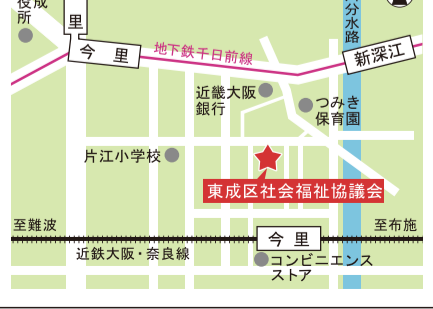 役成
所
里
今里
地下鉄千日前線
分水路
新深江
近畿大阪
銀行
つみき
保育園
片江小学校
東成区社会福祉協議会
至難波
今里
至布施
近鉄大阪・奈良線
コンビニエンス
ストア